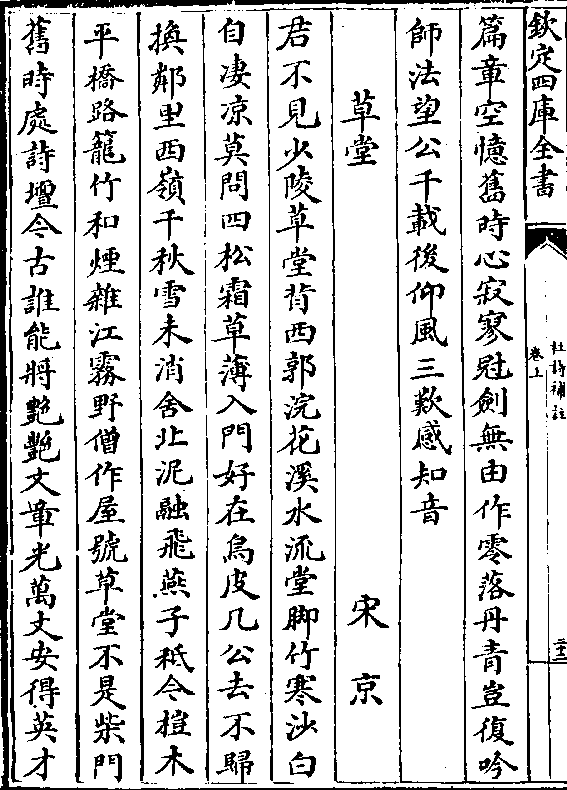 欽定四庫全書
杜詩補註
卷上
二十二
篇章空憶舊時心寂寥尉劍無由作零落丹青豈復吟
師法望公千載後仰風三歎感知音
草堂
宋京
君不見少陵草堂背西郭浣花溪水流堂脚竹寒沙白
自凄凉莫問四松霜草薄入門好在烏皮几公去不歸
換鄰里西嶺千秋雪未消舍北泥融飛燕子秪令榿木
平橋路籠竹和煙雜江霧野僧作屋號草堂不是柴門
舊時處詩壇今古誰能將艷艷文章光萬丈安得英才